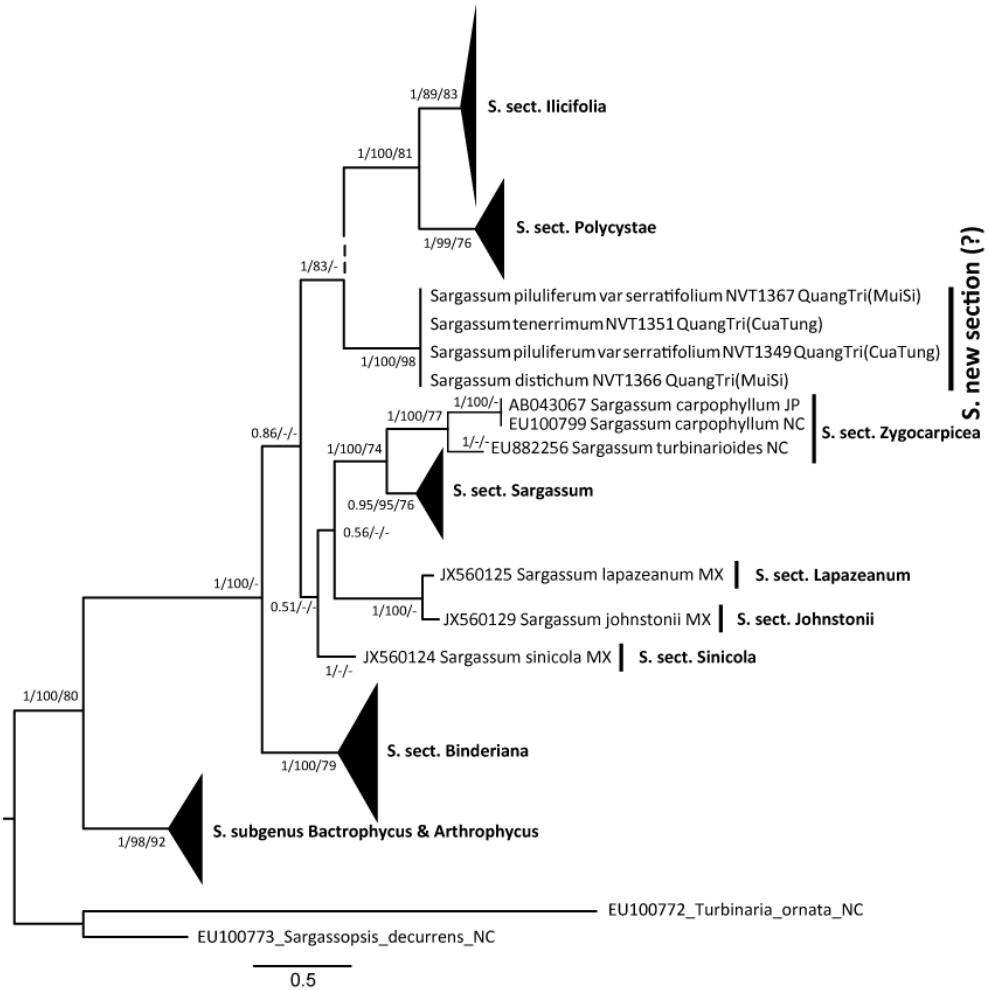 1/89/83
S. sect. Ilicifolia
1/100/81
S. sect. Polycystae
1/99/76
1/83/-
Sargassum piluliferum var serratifolium NVT1367 QuangTri(MuiSi)
Sargassum tenerrimum NVT1351 QuangTri(CuaTung)
Sargassum piluliferum var serratifolium NVT1349 QuangTri(CuaTung)
1/100/98
Sargassum distichum NVT1366 QuangTri(MuiSi)
S. new section (?)
1/100/-
AB043067 Sargassum carpophyllum JP
1/100/77
EU100799 Sargassum carpophyllum NC
S. sect. Zygocarpicea
0.86/-/-
1/-/-
EU882256 Sargassum turbinarioides NC
1/100/74
S. sect. Sargassum
0.95/95/76
0.56/-/-
JX560125 Sargassum lapazeanum MX
S. sect. Lapazeanum
1/100/-
0.51/-/-
1/100/-
JX560129 Sargassum johnstonii MX
S. sect. Johnstonii
JX560124 Sargassum sinicola MX
S. sect. Sinicola
1/-/-
1/100/80
S. sect. Binderiana
1/100/79
S. subgenus Bactrophycus & Arthrophycus
1/98/92
EU100772_Turbinaria_ornata_NC
EU100773_Sargassopsis_decurrens_NC
0.5